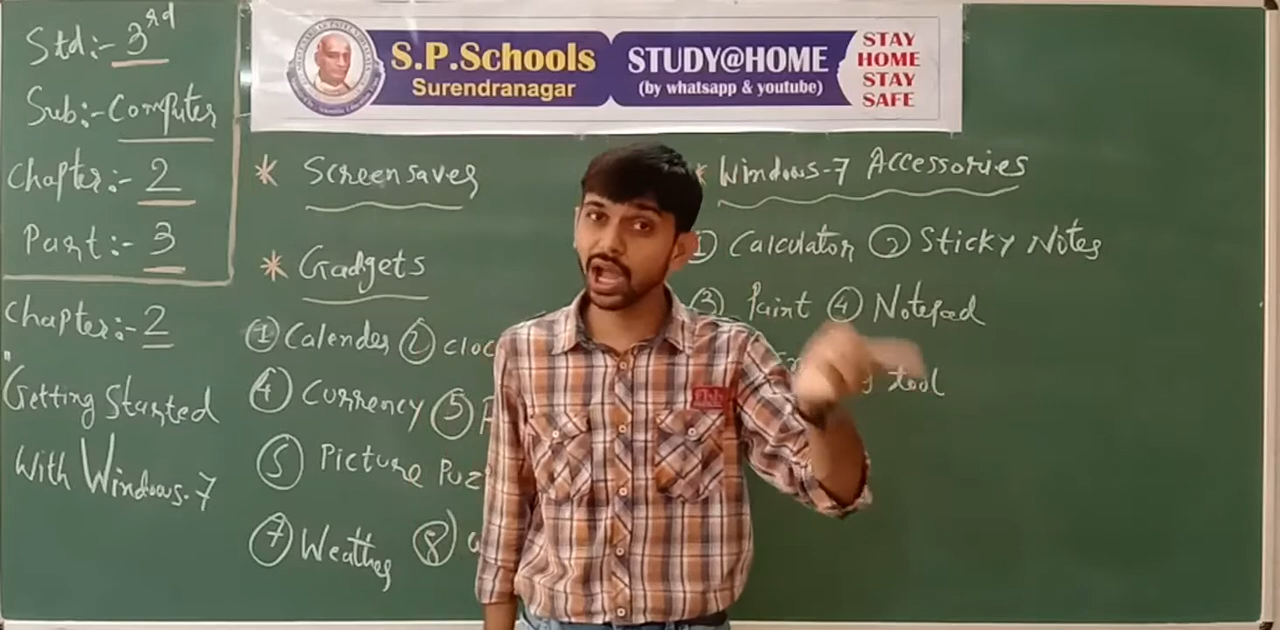 Std:- 3rd
Sub:- Computer
Chapter:- 2
Part:- 3
Chapter:- 2
Getting Started
With Windows-7
S.P.Schools
Surendranagar
STUDY@HOME
(by whatsapp & youtube)
STAY
HOME
STAY
SAFE
* Screensaver
* Gadgets
① Calender ② Cloc
④ Currency ⑤
⑤ Picture Puz
⑦ Weather ⑧
* Windows-7 Accessories
① Calculator ② Sticky Notes
③ Paint ④ Notepad
tool